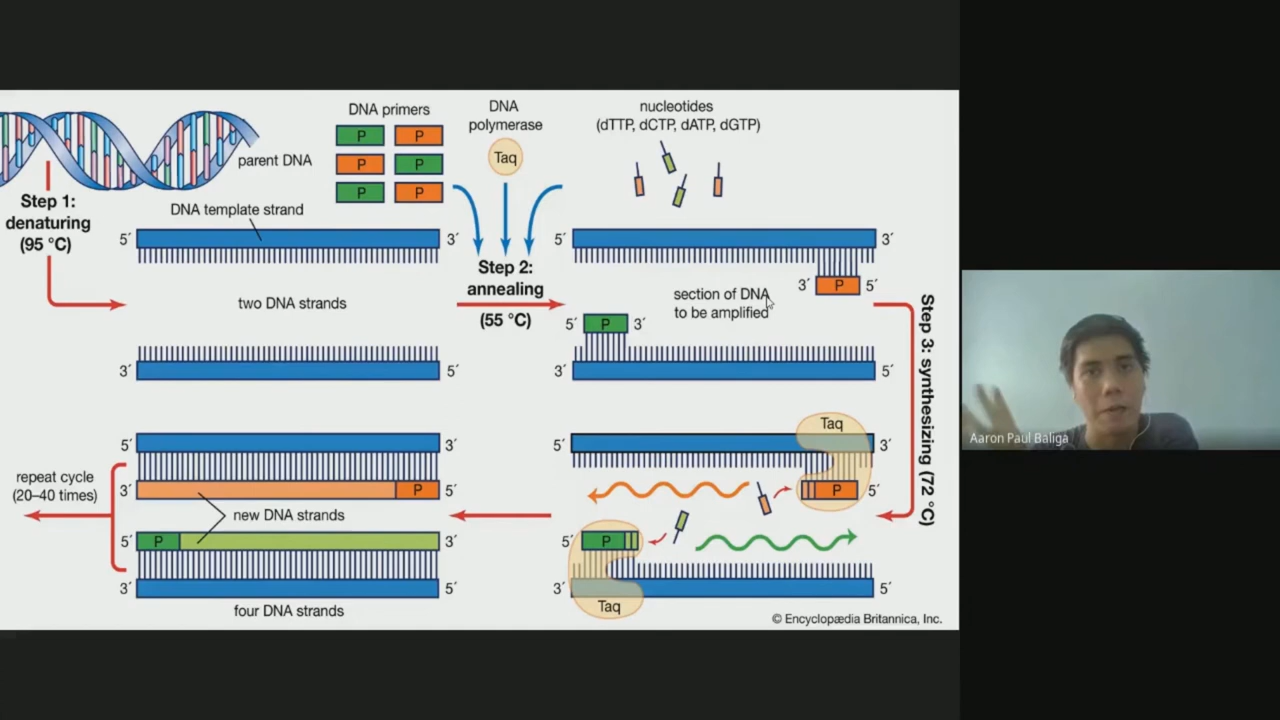 DNA primers
DNA
polymerase
nucleotides
(dTTP, dCTP, dATP, dGTP)
P P
P P
P P
Taq
parent DNA
Step 1:
denaturing
(95 °C)
DNA template strand
5´ 3´
two DNA strands
3´ 5´
Step 2:
annealing
(55 °C)
5´ 3´
3´ P 5´
section of DNA
to be amplified
5´ P 3´
3´ 5´
Step 3: synthesizing (72 °C)
Taq
5´ 3´
P 5´
5´ P
3´ 5´
Taq
5´ 3´
3´ P 5´
new DNA strands
5´ P 3´
3´ 5´
four DNA strands
repeat cycle
(20–40 times)
© Encyclopædia Britannica, Inc.
Aaron Paul Baliga